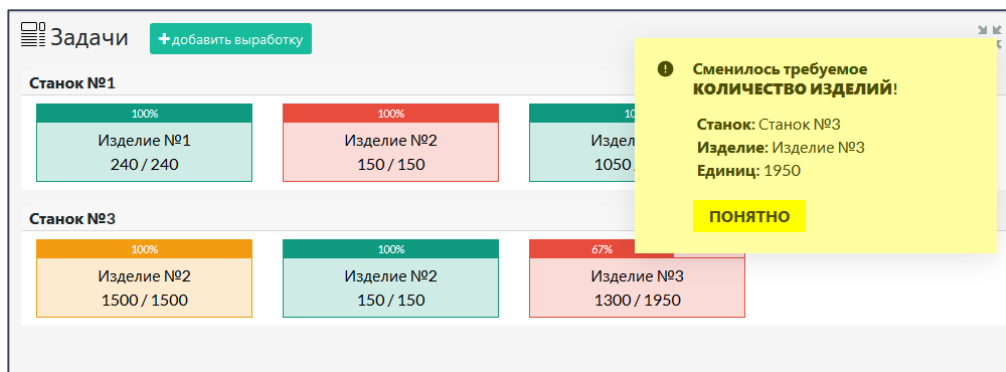 Задачи
+добавить выработку
Станок №1
100%
Изделие №1
240 / 240
100%
Изделие №2
150 / 150
1050
Станок №3
100%
Изделие №2
1500 / 1500
100%
Изделие №2
150 / 150
67%
Изделие №3
1300 / 1950
Сменилось требуемое
КОЛИЧЕСТВО ИЗДЕЛИЙ!
Станок: Станок №3
Изделие: Изделие №3
Единиц: 1950
ПОНЯТНО